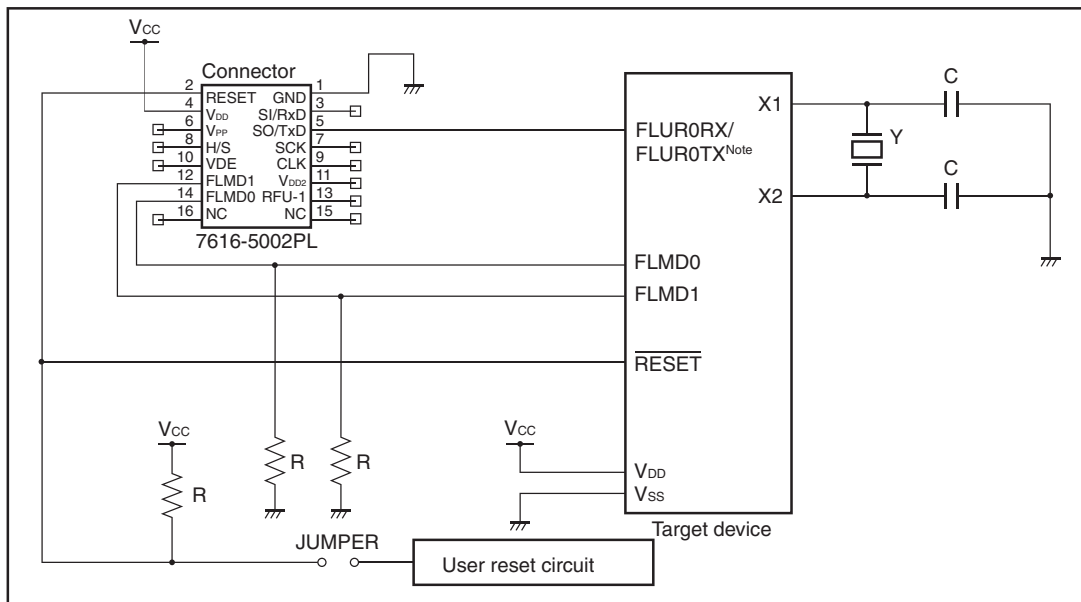 VCC
Connector
2 RESET GND 1
4 VDD SI/RxD 3
6 VPP SO/TxD 5
8 H/S SCK 7
10 VDE CLK 9
12 FLMD1 VDD2 11
14 FLMD0 RFU-1 13
16 NC NC 15
7616-5002PL
FLUR0RX/
FLUR0TXNote
X1
X2
C
Y
C
FLMD0
FLMD1
RESET
VCC
R
R
R
VCC
VDD
VSS
Target device
JUMPER
User reset circuit